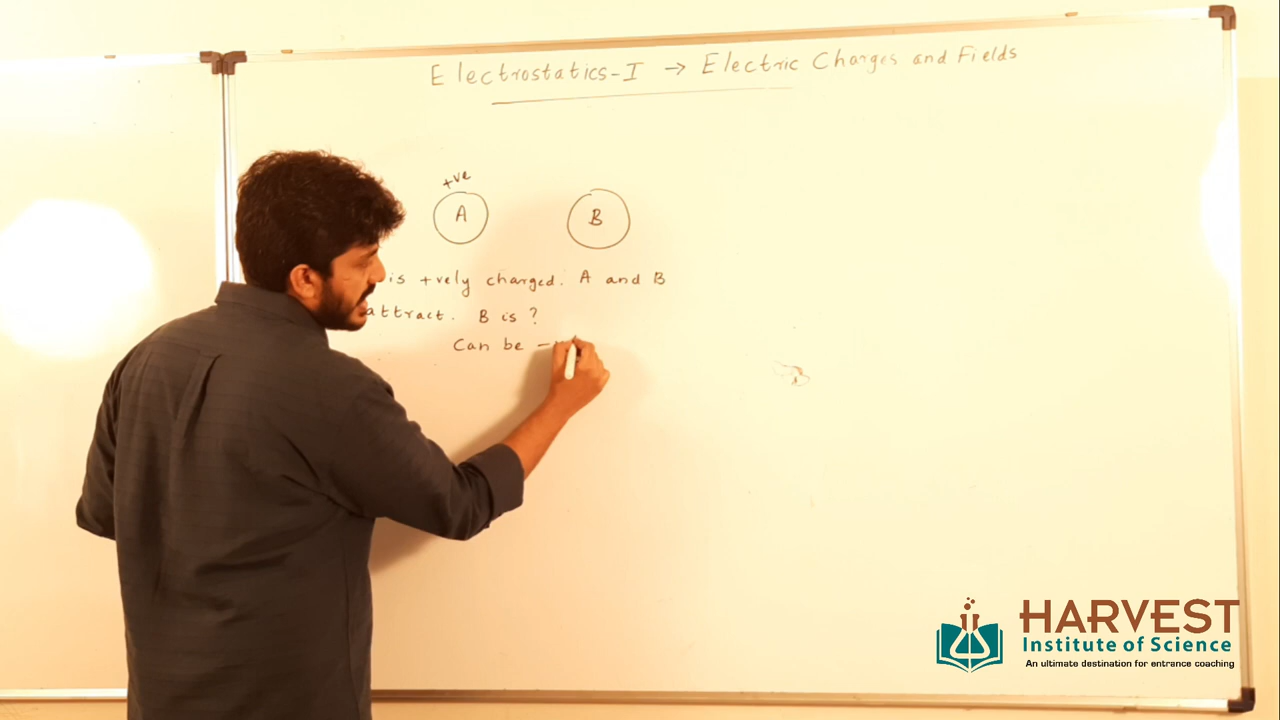 Electrostatics-I → Electric Charges and Fields
+ve
A
B
is +vely charged. A and B
attract. B is ?
Can be -
HARVEST
Institute of Science
An ultimate destination for entrance coaching